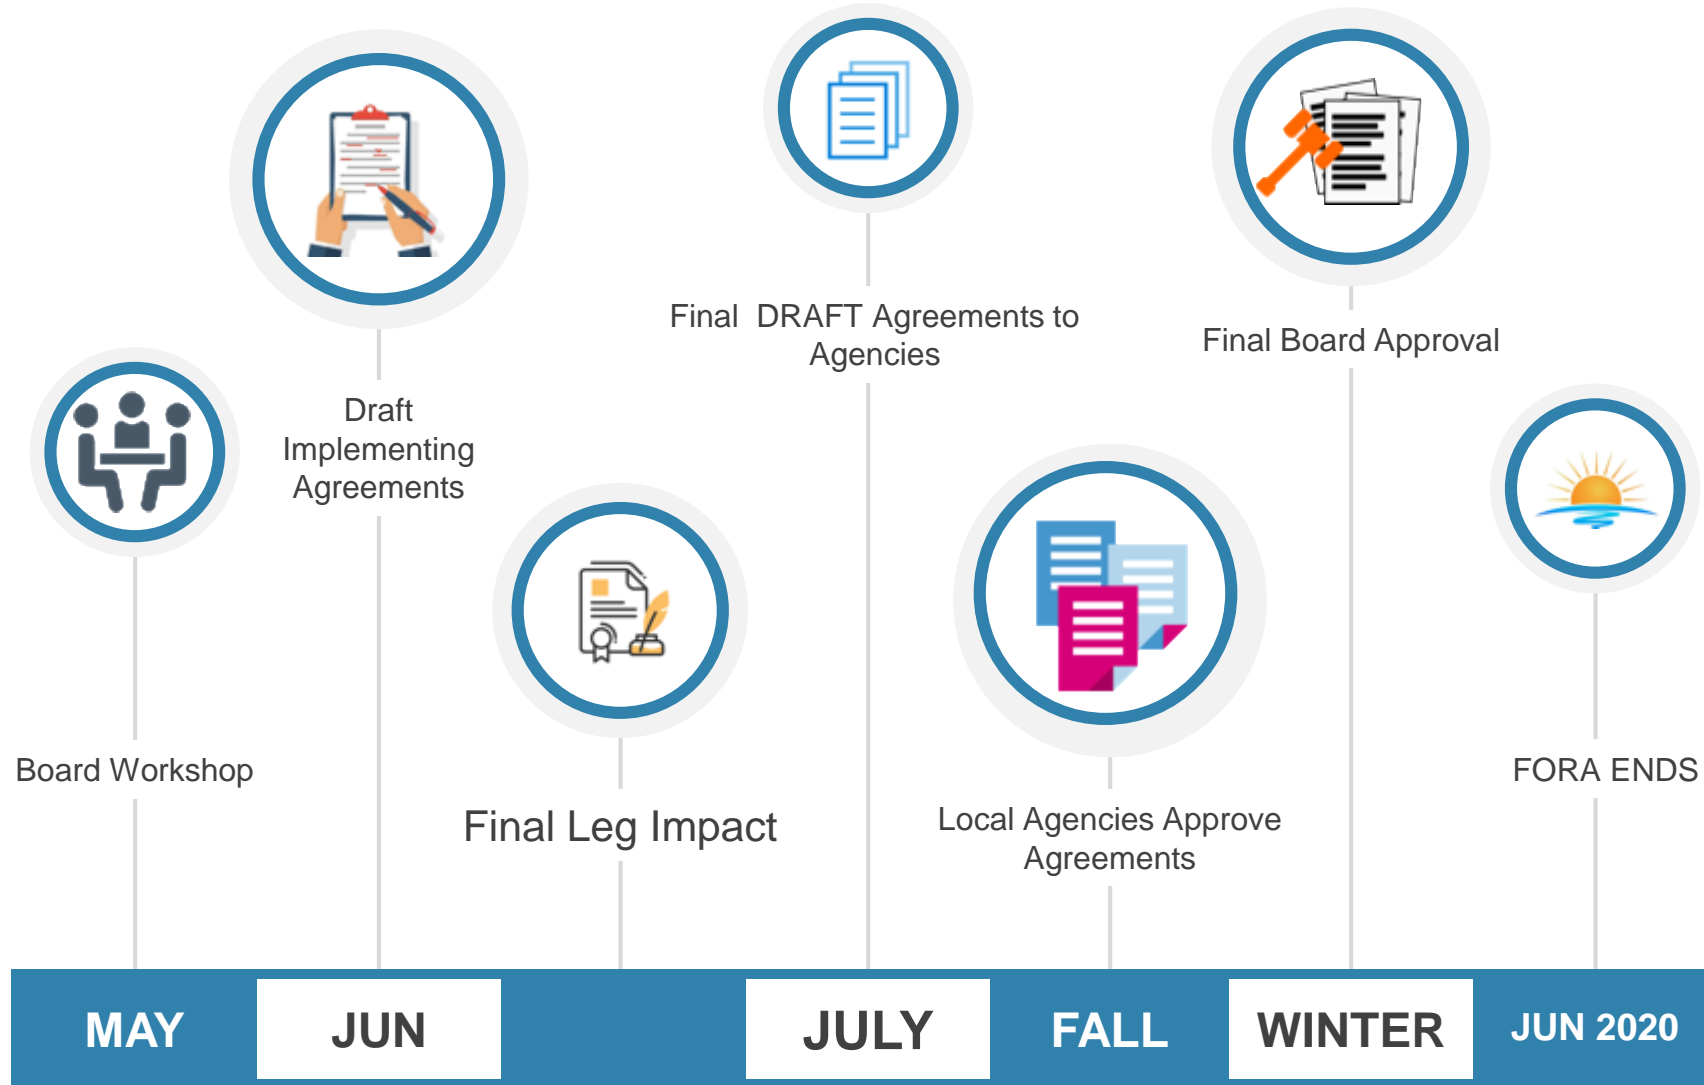 Board Workshop
Draft
Implementing
Agreements
Final Leg Impact
Final  DRAFT Agreements to
Agencies
Local Agencies Approve
Agreements
Final Board Approval
FORA ENDS
MAY
JUN
JULY
FALL
WINTER
JUN 2020